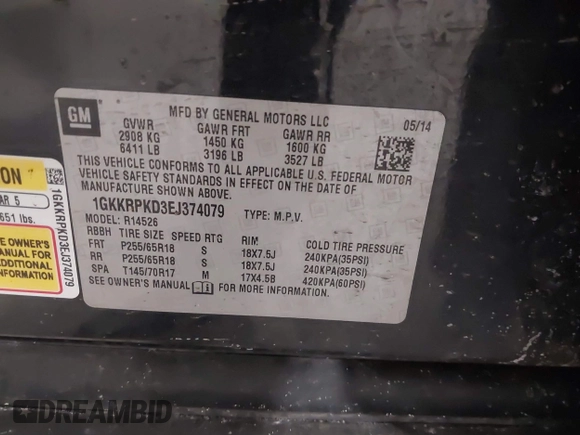 GM
MFD BY GENERAL MOTORS LLC
GVWR GAWR FRT GAWR RR 05/14
2908 KG 1450 KG 1600 KG
6411 LB 3196 LB 3527 LB
THIS VEHICLE CONFORMS TO ALL APPLICABLE U.S. FEDERAL MOTOR
VEHICLE SAFETY STANDARDS IN EFFECT ON THE DATE OF
MANUFACTURE SHOWN ABOVE.
1GKKRPKD3EJ374079 TYPE: M.P.V.
MODEL: R14526
RBBH TIRE SIZE SPEED RTG RIM COLD TIRE PRESSURE
FRT P255/65R18 S 18X7.5J 240KPA(35PSI)
RR P255/65R18 S 18X7.5J 240KPA(35PSI)
SPA T145/70R17 M 17X4.5B 420KPA(60PSI)
SEE OWNER'S MANUAL i FOR MORE INFORMATION.
ON
AR 5
651 lbs.
E OWNER'S
MANUAL FOR
ADDITIONAL
FORMATION
1GKKRPKD3EJ374079
DREAMBID